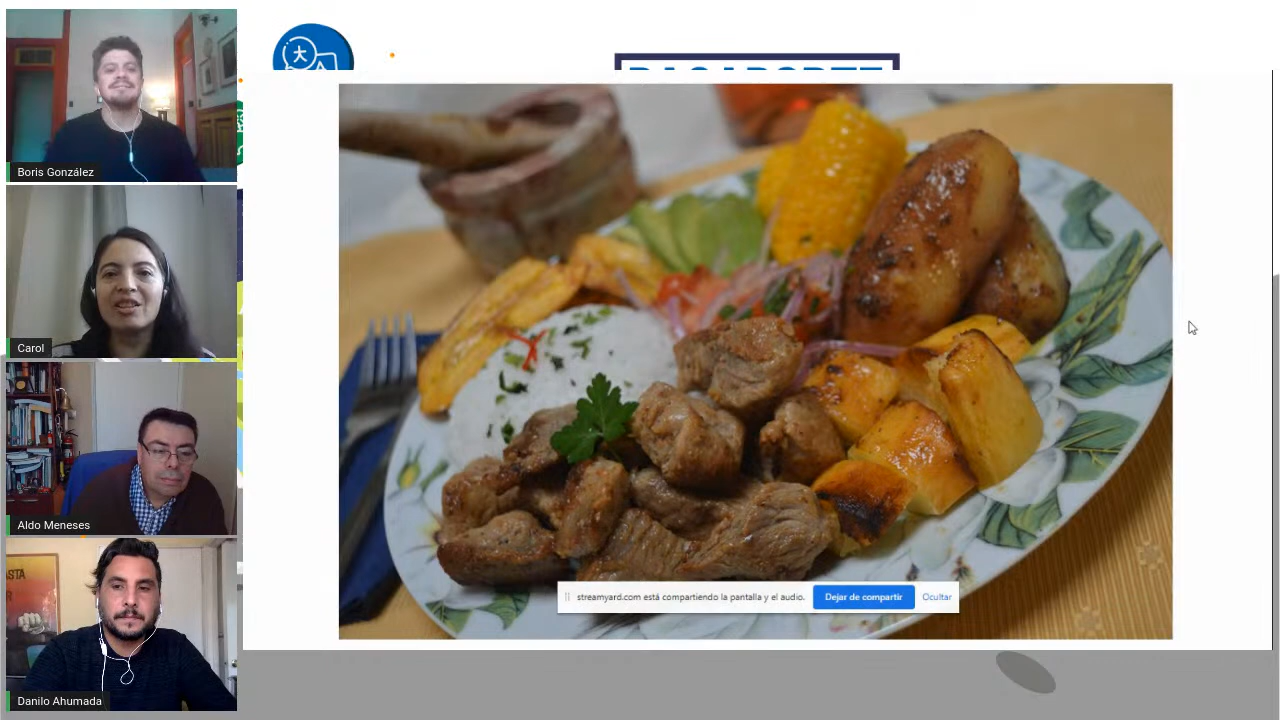 PASAPORTE
Boris González
Carol
Aldo Meneses
Danilo Ahumada
streamyard.com está compartiendo la pantalla y el audio.
Dejar de compartir
Ocultar